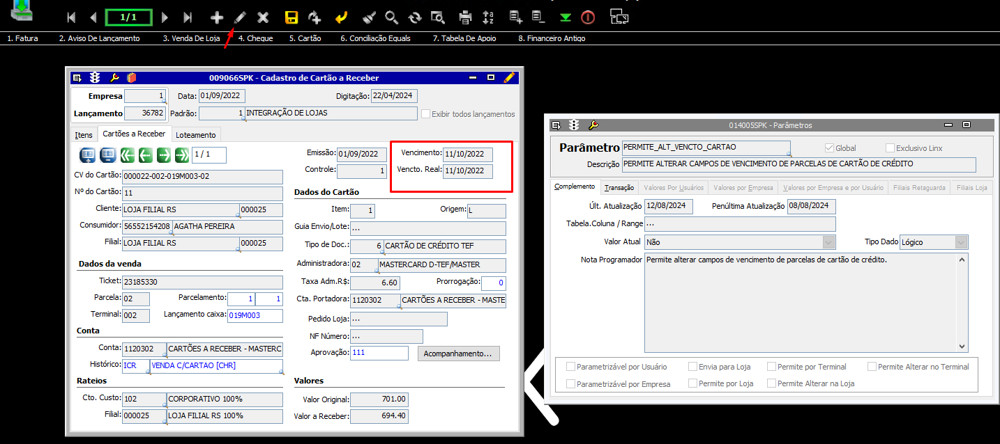 1/1
1. Fatura 2. Aviso De Lançamento 3. Venda De Loja 4. Cheque 5. Cartão 6. Conciliação Equals 7. Tabela De Apoio 8. Financeiro Antigo
009066SPK - Cadastro de Cartão a Receber
Empresa 1 Data: 01/09/2022 Digitação: 22/04/2024
Lançamento 36782 Padrão: 1 INTEGRAÇÃO DE LOJAS Exibir todos lançamentos
Itens Cartões a Receber Loteamento
1 / 1
Emissão: 01/09/2022 Vencimento: 11/10/2022
Controle: 1 Vencto. Real: 11/10/2022
CV do Cartão: 000022-002-019M003-02
Nº do Cartão: 11
Cliente: LOJA FILIAL RS 000025
Consumidor: 56552154208 AGATHA PEREIRA
Filial: LOJA FILIAL RS 000025
Dados da venda
Ticket: 23185330
Parcela: 02 Parcelamento: 1 1
Terminal: 002 Lançamento caixa: 019M003
Conta
Conta: 1120302 CARTÕES A RECEBER - MASTERC
Histórico: ICR VENDA C/CARTAO [CHR]
Rateios
Cto. Custo: 102 CORPORATIVO 100%
Filial: 000025 LOJA FILIAL RS 100%
Dados do Cartão
Item: 1 Origem: L
Guia Envio/Lote: ...
Tipo de Doc.: 6 CARTÃO DE CRÉDITO TEF
Administradora: 02 MASTERCARD D-TEF/MASTER
Taxa Adm.R$: 6.60 Prorrogação: 0
Cta. Portadora: 1120302 CARTÕES A RECEBER - MASTE
Pedido Loja: ...
NF Número: ...
Aprovação: 111 Acompanhamento...
Valores
Valor Original: 701.00
Valor a Receber: 694.40
014005SPK - Parâmetros
Parâmetro PERMITE_ALT_VENCTO_CARTAO Global Exclusivo Linx
Descrição PERMITE ALTERAR CAMPOS DE VENCIMENTO DE PARCELAS DE CARTÃO DE CRÉDITO
Complemento Transação Valores Por Usuários Valores por Empresa Valores por Empresa e por Usuário Filiais Retaguarda Filiais Loja
Últ. Atualização 12/08/2024 Penúltima Atualização 08/08/2024
Tabela.Coluna / Range ...
Valor Atual Não Tipo Dado Lógico
Nota Programador Permite alterar campos de vencimento de parcelas de cartão de crédito.
Parametrizável por Usuário Envia para Loja Permite por Terminal Permite Alterar no Terminal
Parametrizável por Empresa Permite por Loja Permite Alterar na Loja